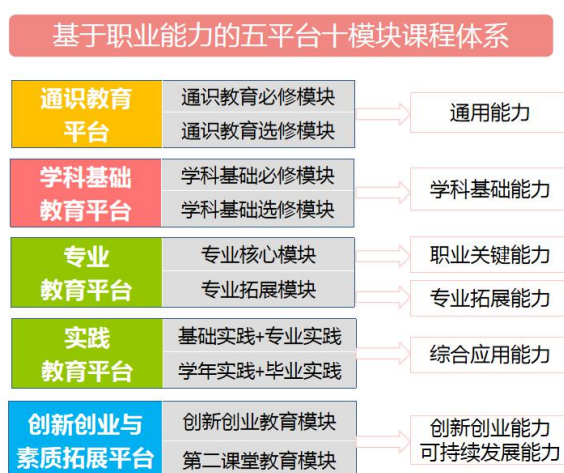 基于职业能力的五平台十模块课程体系
通识教育
平台
通识教育必修模块
通识教育选修模块
通用能力
学科基础
教育平台
学科基础必修模块
学科基础选修模块
学科基础能力
专业
教育平台
专业核心模块
专业拓展模块
职业关键能力
专业拓展能力
实践
教育平台
基础实践+专业实践
学年实践+毕业实践
综合应用能力
创新创业与
素质拓展平台
创新创业教育模块
第二课堂教育模块
创新创业能力
可持续发展能力